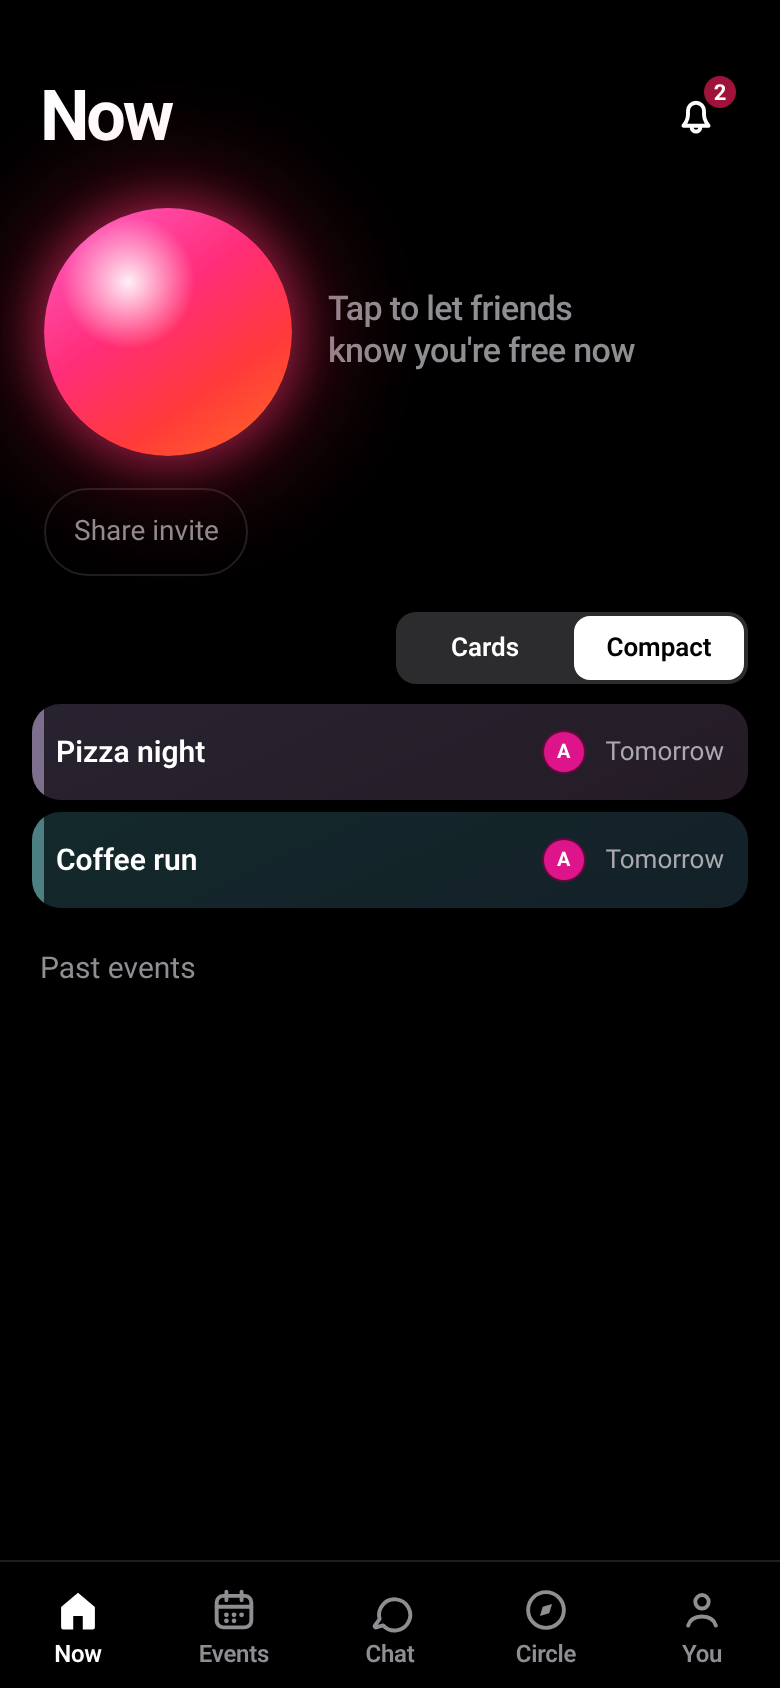 Now
2
Tap to let friends
know you're free now
Share invite
Cards Compact
Pizza night A Tomorrow
Coffee run A Tomorrow
Past events
Now Events Chat Circle You